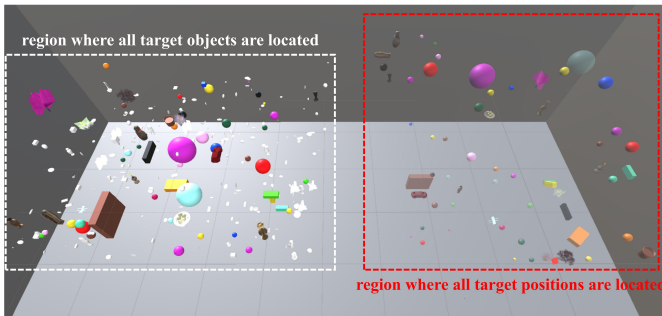 region where all target objects are located
region where all target positions are located